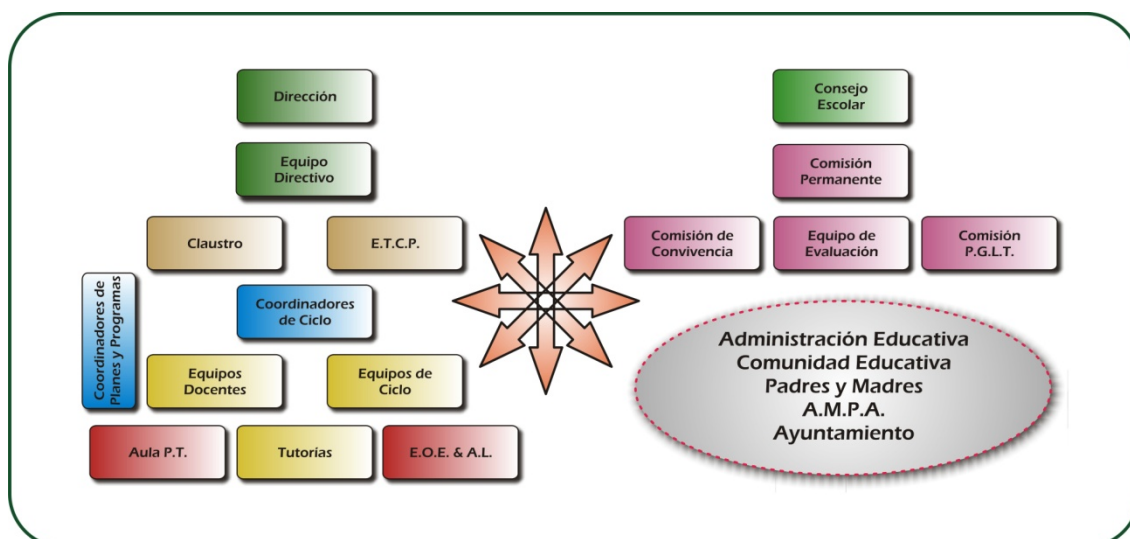 Dirección
Equipo
Directivo
Claustro
E.T.C.P.
Coordinadores de
Planes y Programas
Coordinadores
de Ciclo
Equipos
Docentes
Equipos de
Ciclo
Aula P.T.
Tutorías
E.O.E. & A.L.
Consejo
Escolar
Comisión
Permanente
Comisión de
Convivencia
Equipo de
Evaluación
Comisión
P.G.L.T.
Administración Educativa
Comunidad Educativa
Padres y Madres
A.M.P.A.
Ayuntamiento